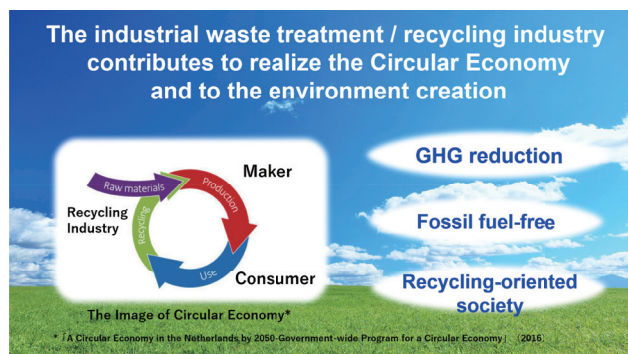 The industrial waste treatment / recycling industry
contributes to realize the Circular Economy
and to the environment creation
Raw materials
Production
Maker
Recycling
Industry
Recycling
Use
Consumer
The Image of Circular Economy*
GHG reduction
Fossil fuel-free
Recycling-oriented
society
* 「A Circular Economy in the Netherlands by 2050-Government-wide Program for a Circular Economy」 (2016)